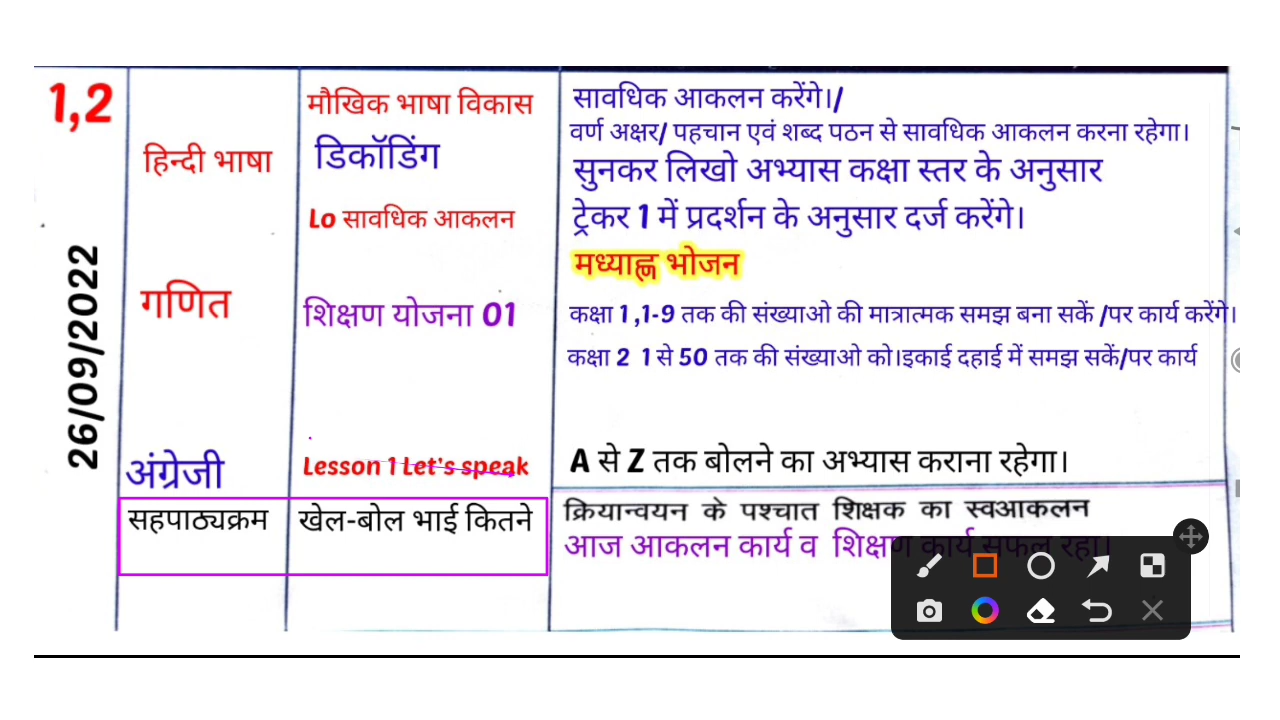 1,2
26/09/2022
हिन्दी भाषा
मौखिक भाषा विकास
डिकॉडिंग
Lo सावधिक आकलन
सावधिक आकलन करेंगे।/
वर्ण अक्षर/ पहचान एवं शब्द पठन से सावधिक आकलन करना रहेगा।
सुनकर लिखो अभ्यास कक्षा स्तर के अनुसार
ट्रेकर 1 में प्रदर्शन के अनुसार दर्ज करेंगे।
मध्याह्न भोजन
गणित
शिक्षण योजना 01
कक्षा 1 ,1-9 तक की संख्याओ की मात्रात्मक समझ बना सकें /पर कार्य करेंगे।
कक्षा 2 1 से 50 तक की संख्याओ को।इकाई दहाई में समझ सकें/पर कार्य
अंग्रेजी
Lesson 1 Let's speak
A से Z तक बोलने का अभ्यास कराना रहेगा।
सहपाठ्यक्रम
खेल-बोल भाई कितने
क्रियान्वयन के पश्चात शिक्षक का स्वआकलन
आज आकलन कार्य व शिक्षण कार्य सफल रहा।